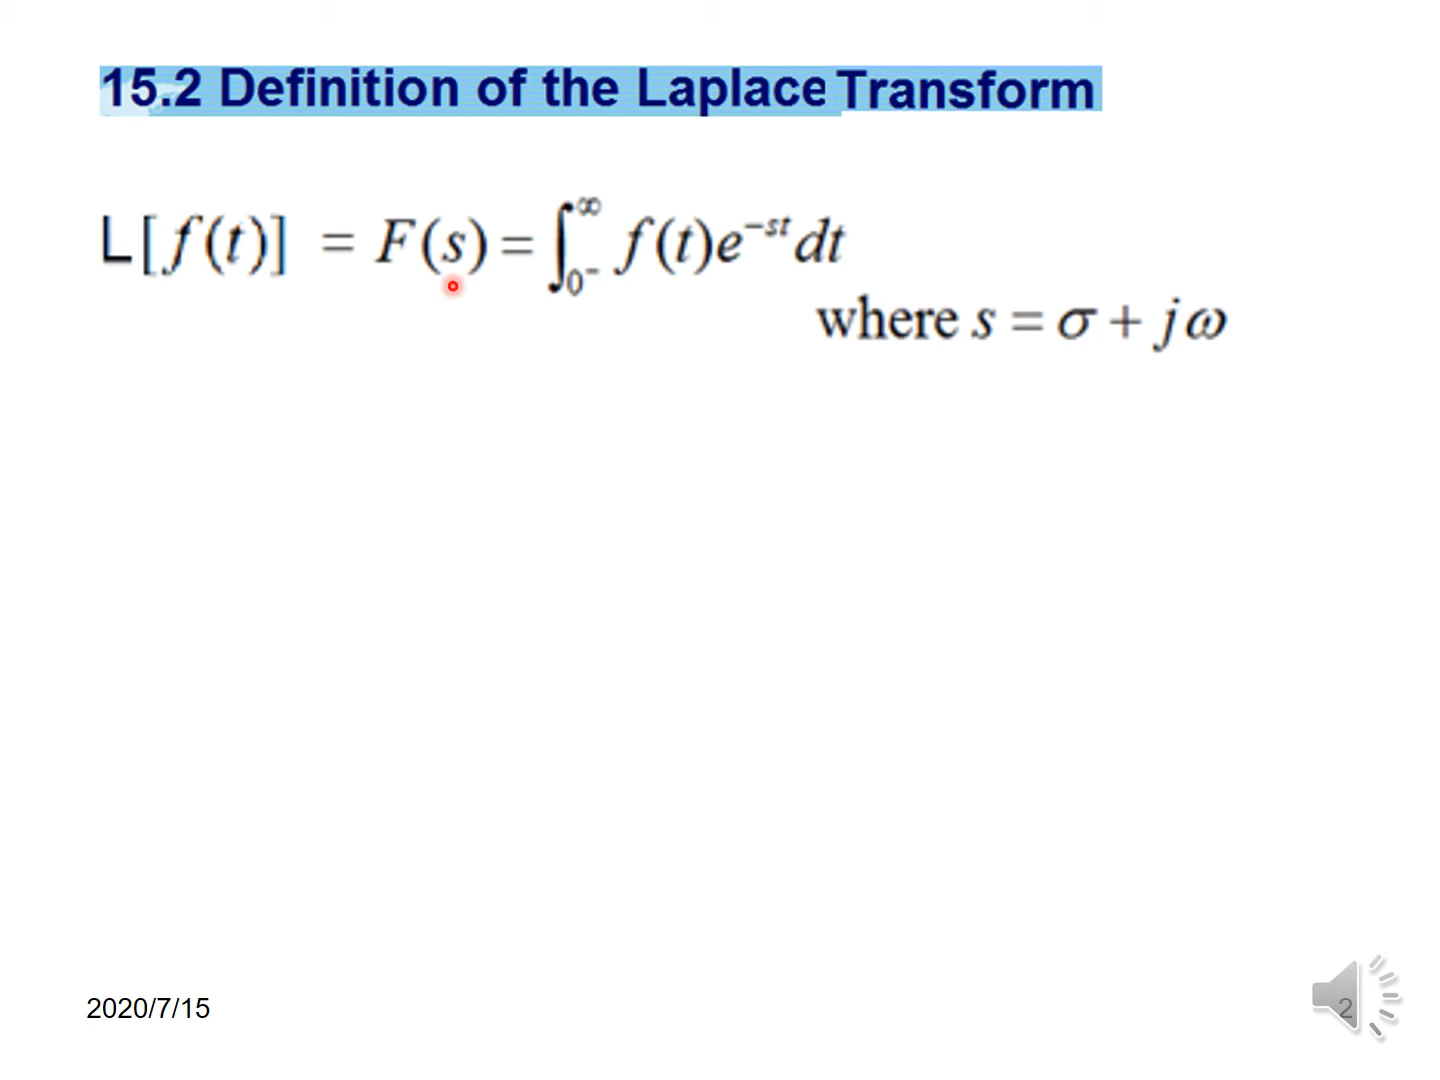 15.2 Definition of the Laplace Transform
L[f(t)] = F(s) = ∫₀₋^∞ f(t)e^{-st} dt
where s = σ + jω
2020/7/15
2